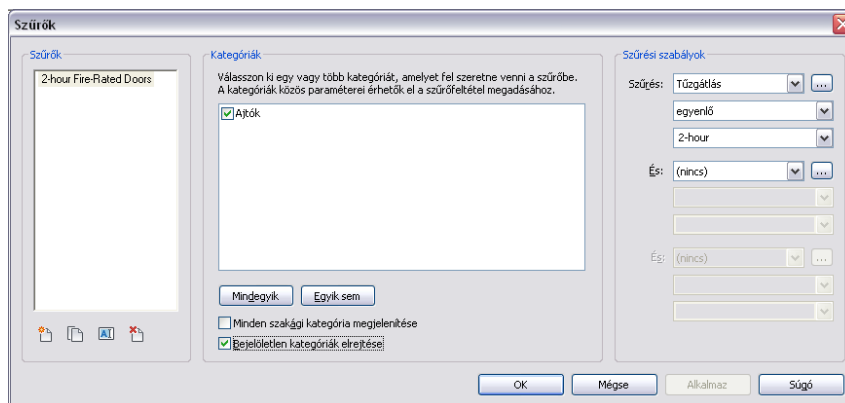 Szűrők
Szűrők
2-hour Fire-Rated Doors
Kategóriák
Válasszon ki egy vagy több kategóriát, amelyet fel szeretne venni a szűrőbe.
A kategóriák közös paraméterei érhetők el a szűrőfeltétel megadásához.
Ajtók
Mindegyik Egyik sem
Minden szakági kategória megjelenítése
Bejelöletlen kategóriák elrejtése
Szűrési szabályok
Szűrés: Tűzgátlás ...
egyenlő
2-hour
És: (nincs) ...
És: (nincs) ...
OK Mégse Alkalmaz Súgó